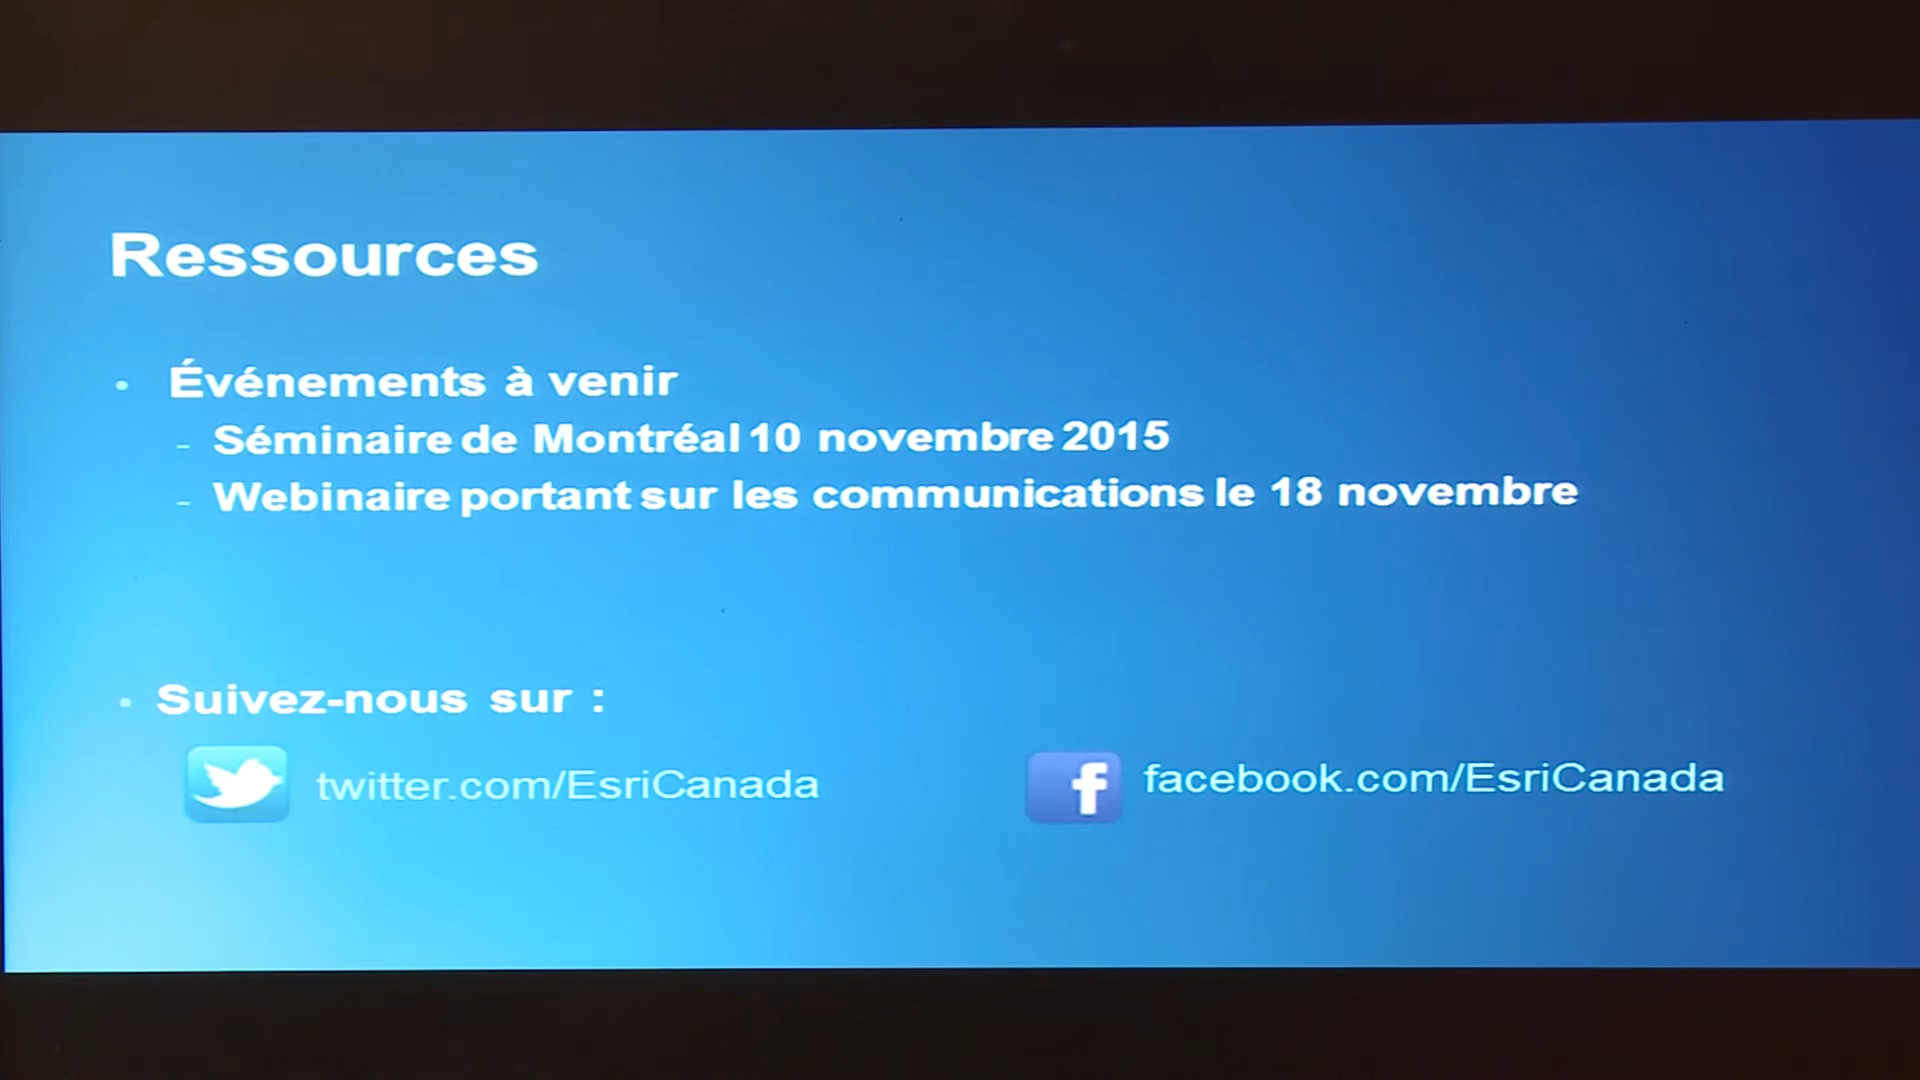 Ressources
• Événements à venir
- Séminaire de Montréal 10 novembre 2015
- Webinaire portant sur les communications le 18 novembre
• Suivez-nous sur :
twitter.com/EsriCanada
facebook.com/EsriCanada